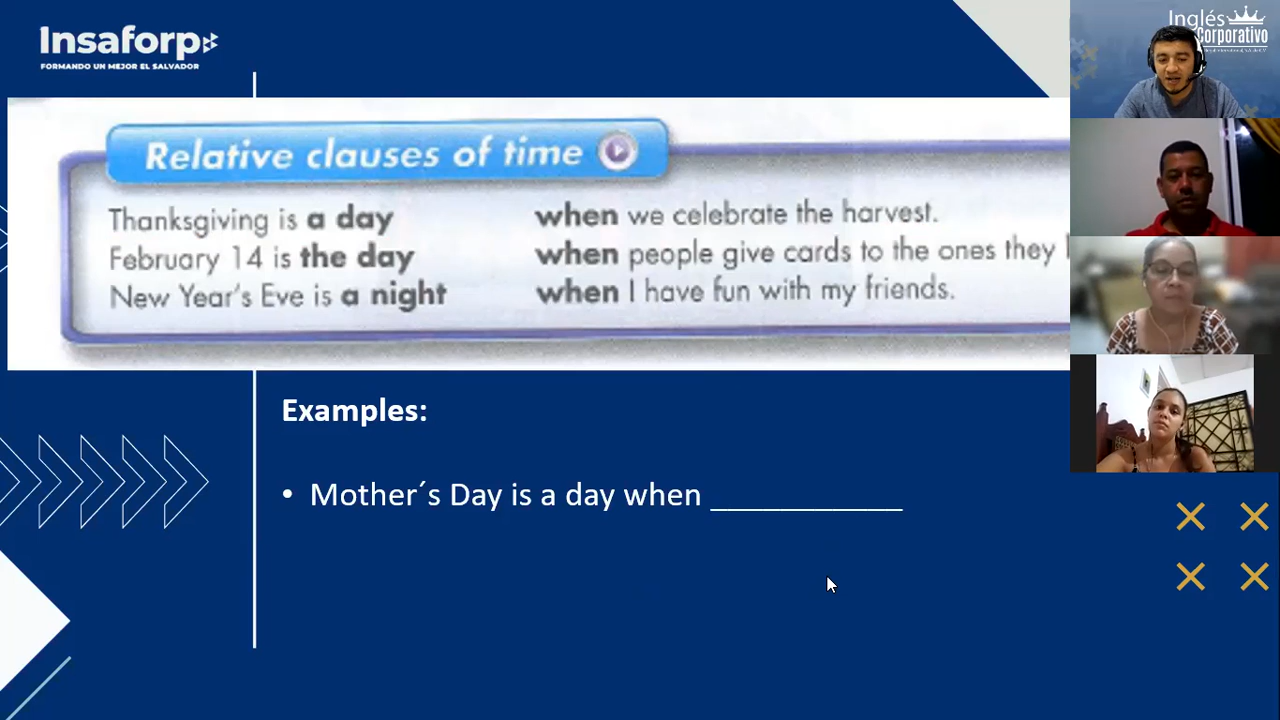 Insaforp
FORMANDO UN MEJOR EL SALVADOR
Inglés
Corporativo
Relative clauses of time
Thanksgiving is a day when we celebrate the harvest.
February 14 is the day when people give cards to the ones they
New Year's Eve is a night when I have fun with my friends.
Examples:
• Mother´s Day is a day when ____________